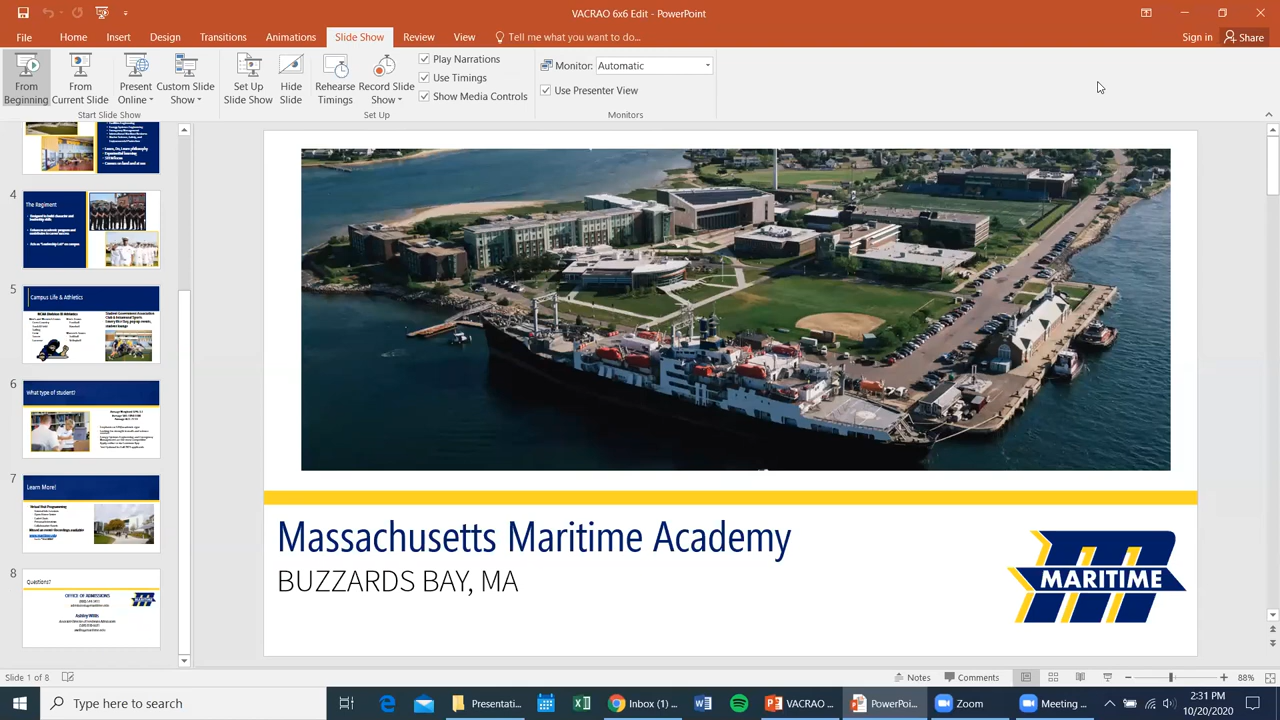 VACRAO 6x6 Edit - PowerPoint
File Home Insert Design Transitions Animations Slide Show Review View Tell me what you want to do... Sign in Share
From Beginning
From Current Slide
Present Online
Custom Slide Show
Set Up Slide Show
Hide Slide
Rehearse Timings
Record Slide Show
Play Narrations
Use Timings
Show Media Controls
Monitor: Automatic
Use Presenter View
Start Slide Show Set Up Monitors
4
The Regiment
5
Campus Life & Athletics
6
What type of student?
7
Learn More!
8
Questions?
OFFICE OF ADMISSIONS
Massachusetts Maritime Academy
BUZZARDS BAY, MA
MARITIME
Slide 1 of 8 Notes Comments 88%
Type here to search Presentati... Inbox (1) ... VACRAO ... PowerPoi... Zoom Meeting ...
2:31 PM
10/20/2020